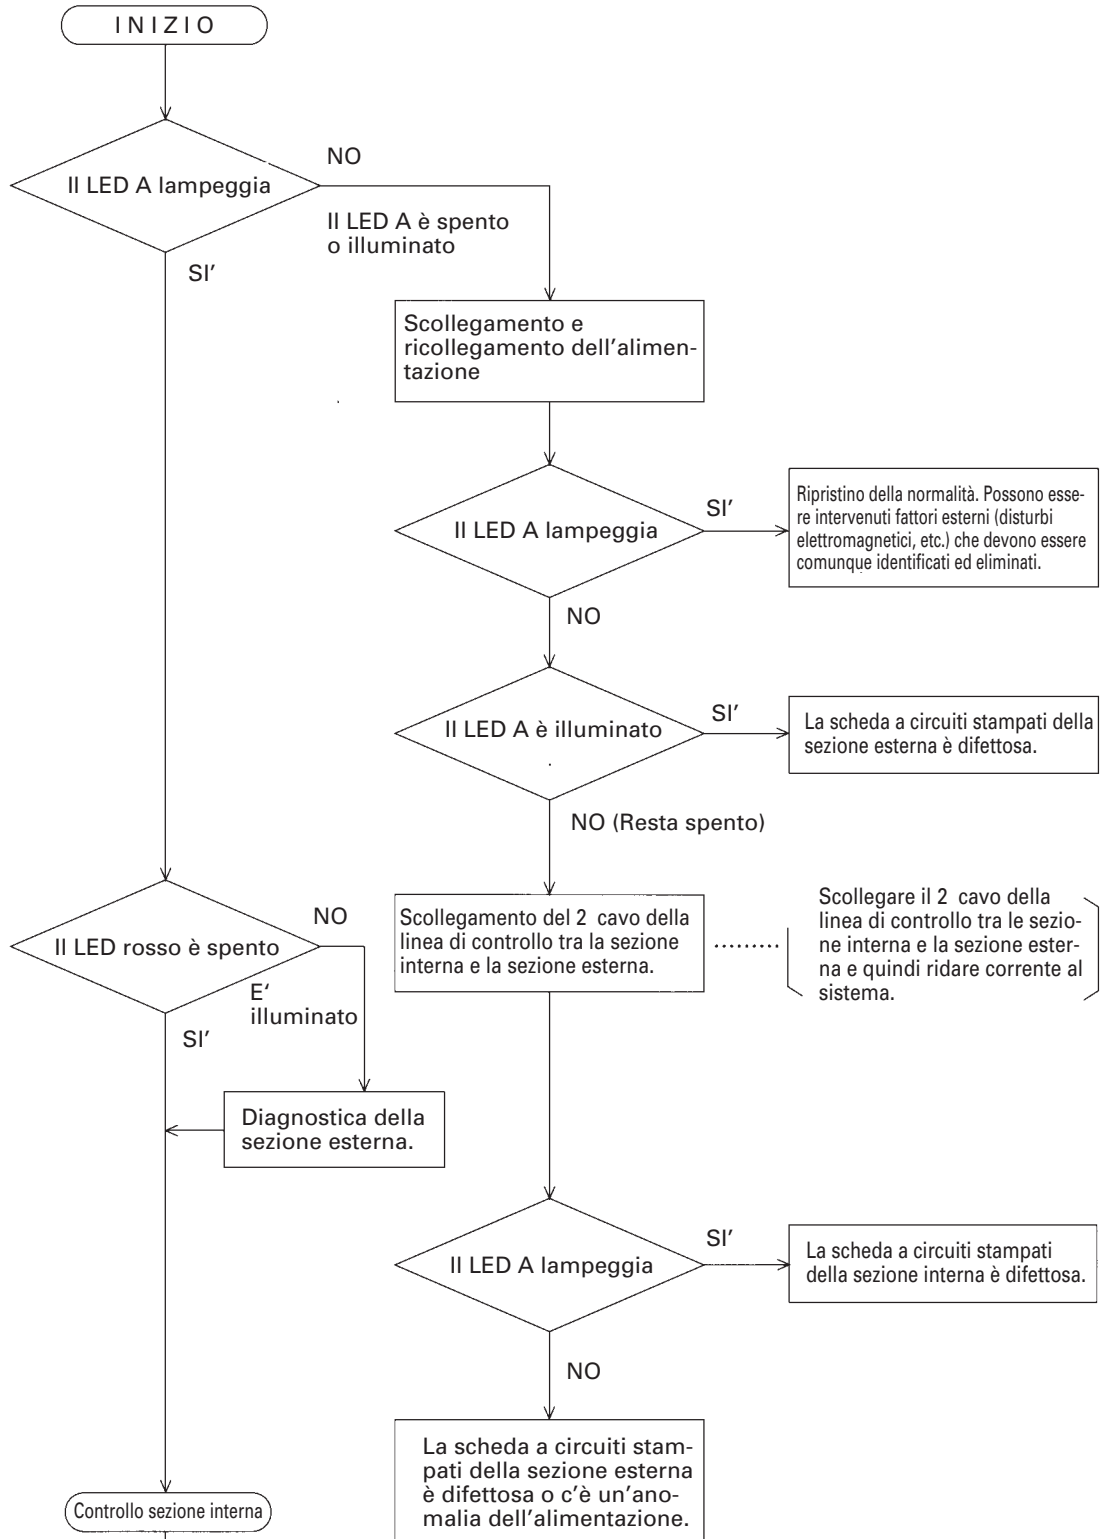 INIZIO
Il LED A lampeggia
NO
Il LED A è spento
o illuminato
SI’
Scollegamento e
ricollegamento dell’alimen-
tazione
Il LED A lampeggia
SI’
Ripristino della normalità. Possono esse-
re intervenuti fattori esterni (disturbi
elettromagnetici, etc.) che devono essere
comunque identificati ed eliminati.
NO
Il LED A è illuminato
SI’
La scheda a circuiti stampati della
sezione esterna è difettosa.
NO (Resta spento)
Il LED rosso è spento
NO
E‘
illuminato
SI’
Scollegamento del 2 cavo della
linea di controllo tra la sezione
interna e la sezione esterna.
.........
Scollegare il 2 cavo della
linea di controllo tra le sezio-
ne interna e la sezione ester-
na e quindi ridare corrente al
sistema.
Diagnostica della
sezione esterna.
Il LED A lampeggia
SI’
La scheda a circuiti stampati
della sezione interna è difettosa.
NO
La scheda a circuiti stam-
pati della sezione esterna
è difettosa o c’è un’ano-
malia dell’alimentazione.
Controllo sezione interna